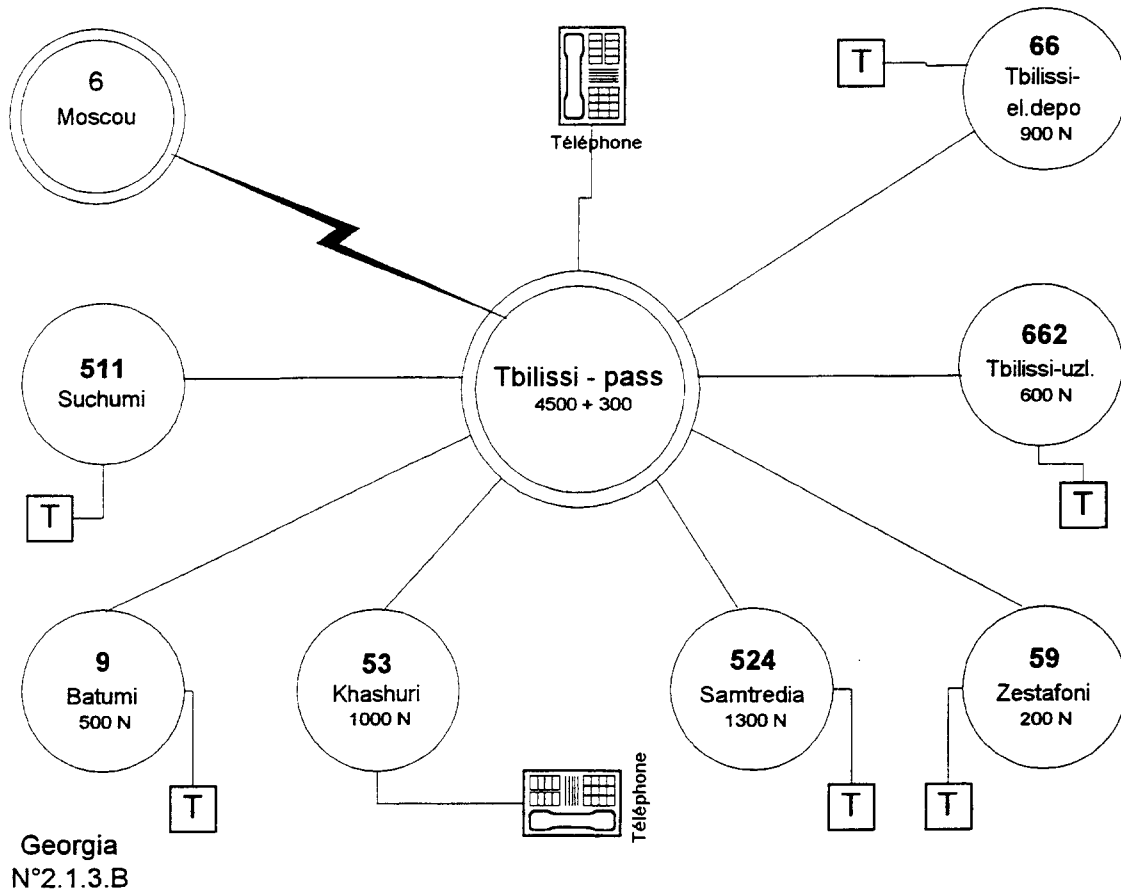 6
Moscou
Téléphone
T
66
Tbilissi-
el.depo
900 N
511
Suchumi
T
Tbilissi - pass
4500 + 300
662
Tbilissi-uzl.
600 N
T
9
Batumi
500 N
T
53
Khashuri
1000 N
Téléphone
524
Samtredia
1300 N
T
59
Zestafoni
200 N
T
Georgia
N°2.1.3.B